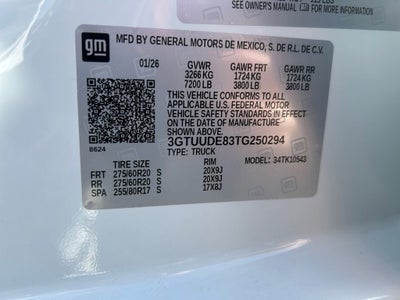 SEE OWNER'S MANUAL
gm
MFD BY GENERAL MOTORS DE MEXICO, S. DE R.L. DE C.V.
01/26 GVWR GAWR FRT GAWR RR
3266 KG 1724 KG 1724 KG
7200 LB 3800 LB 3800 LB
THIS VEHICLE CONFORMS TO ALL APPLICABLE U.S. FEDERAL MOTOR
VEHICLE SAFETY STANDARDS IN EFFECT ON
THE DATE OF MANUFACTURE SHOWN ABOVE.
3GTUUDE83TG250294
8624 TYPE: TRUCK MODEL: 34TK10543
TIRE SIZE RIM
FRT 275/60R20 S 20X9J
RR 275/60R20 S 20X9J
SPA 255/80R17 S 17X8J